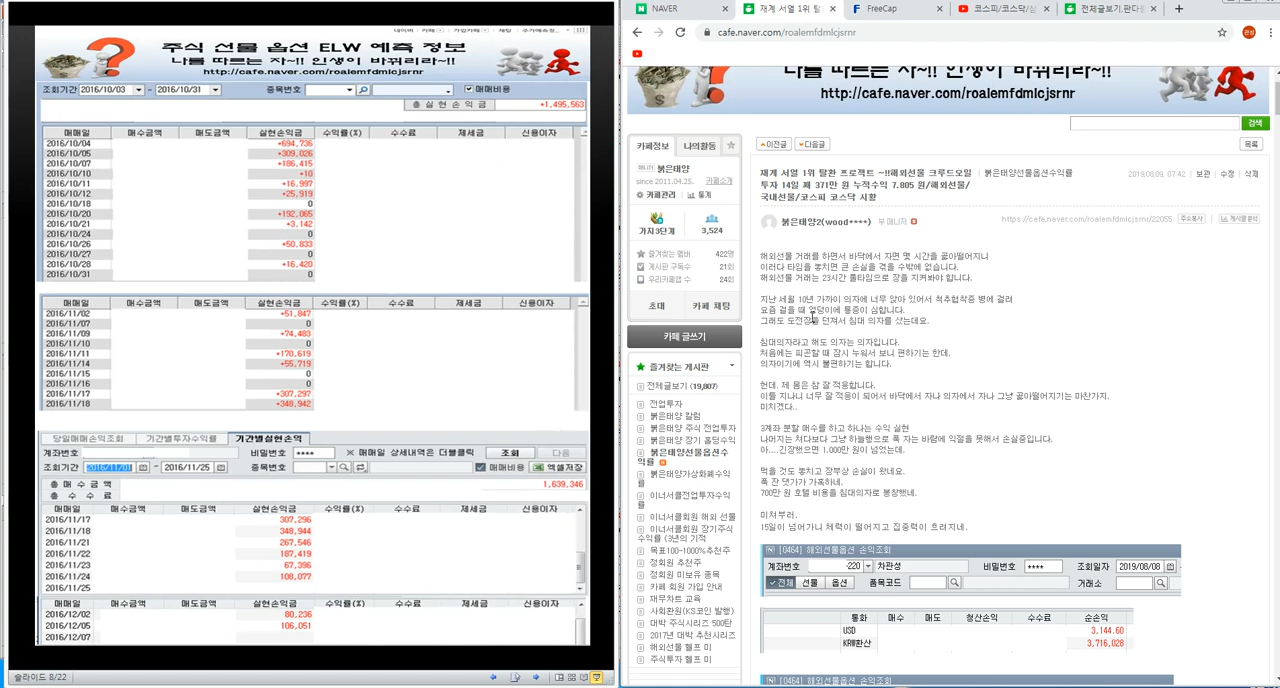 주식 선물 옵션 ELW 예측 정보
나를 따르는 자~!! 인생이 바뀌리라~!!
http://cafe.naver.com/roalemfdmlcjsrnr
조회기간 2016/10/03 - 2016/10/31 종목번호 매매비용
총 실 현 손 익 금 +1,495,563
매매일 매수금액 매도금액 실현손익금 수익률(%) 수수료 제세금 신용이자
2016/10/04 +694,736
2016/10/05 +309,026
2016/10/07 +186,415
2016/10/10 +10
2016/10/11 +16,997
2016/10/12 +25,919
2016/10/18 0
2016/10/20 +192,065
2016/10/21 +3,142
2016/10/24 0
2016/10/26 +50,833
2016/10/27 0
2016/10/28 +16,420
2016/10/31 0
매매일 매수금액 매도금액 실현손익금 수익률(%) 수수료 제세금 신용이자
2016/11/02 +51,847
2016/11/07 0
2016/11/09 +74,483
2016/11/10 0
2016/11/11 +170,619
2016/11/14 +55,719
2016/11/15 0
2016/11/16 0
2016/11/17 +307,297
2016/11/18 +348,942
당일매매손익조회 기간별투자수익률 기간별실현손익
계좌번호 비밀번호 **** ※ 매매일 상세내역은 더블클릭 조회 다음
조회기간 2016/11/01 - 2016/11/25 종목번호 매매비용 엑셀저장
총 매 수 금 액 1,639,346
총 수 수 료
매매일 매수금액 매도금액 실현손익금 수익률(%) 수수료 제세금 신용이자
2016/11/17 307,296
2016/11/18 348,944
2016/11/21 267,546
2016/11/22 187,419
2016/11/23 67,396
2016/11/24 108,077
2016/11/25
매매일 매수금액 매도금액 실현손익금 수익률(%) 수수료 제세금 신용이자
2016/12/02 80,236
2016/12/05 106,051
2016/12/07
슬라이드 8/22
NAVER
재계 서열 1위 탈환
FreeCap
코스피/코스닥/상
전체글보기,판다는
cafe.naver.com/roalemfdmlcjsrnr
나를 따르는 자~!! 인생이 바뀌리라~!!
http://cafe.naver.com/roalemfdmlcjsrnr
검색
카페정보 나의활동
매니저 붉은태양
since 2011.04.25. 카페소개
카페관리 통계
가지3단계 3,524
즐겨찾는 멤버 422명
게시판 구독수 21회
우리카페앱 수 24회
초대 카페 채팅
카페 글쓰기
즐겨찾는 게시판
전체글보기 (19,807)
전업투자
붉은태양 칼럼
붉은태양 주식 전업투자
붉은태양 장기 홀딩수익
붉은태양선물옵션수익률
붉은태양가상화폐수익률
이너서클전업투자수익률
이너서클회원 해외 선물
이너서클회원 장기주식수익률 (3년의 기적
목표100-1000%추천주
정회원 추천주
정회원 미보유 종목
카페 회원 가입 안내
재무차트 교육
사회환원(KS코인 발행)
대박 주식시리즈 500탄
2017년 대박 추천시리즈
해외선물 헬프 미
주식투자 헬프 미
이전글 다음글 목록
재계 서열 1위 탈환 프로젝트 ~!!해외선물 크루드오일
투자 14일 제 371만 원 누적수익 7.805 원/해외선물/
국내선물/코스피 코스닥 시황
붉은태양선물옵션수익률
2019.08.09. 07:42 보관 수정 삭제
붉은태양2(wood****) 부매니저
https://cafe.naver.com/roalemfdmlcjsrnr/22055 주소복사 게시글 분석
해외선물 거래를 하면서 바닥에서 자면 몇 시간을 곯아떨어지니
이러다 타임을 놓치면 큰 손실을 겪을 수밖에 없습니다.
해외선물 거래는 23시간 풀타임으로 장을 지켜봐야 합니다.
지난 세월 10년 가까이 의자에 너무 앉아 있어서 척추협착증 병에 걸려
요즘 걸을 때 엉덩이에 통증이 심합니다.
그래도 도전장을 던져서 침대 의자를 샀는데요.
침대의자라고 해도 의자는 의자입니다.
처음에는 피곤할 때 잠시 누워서 보니 편하기는 한데.
의자이기에 역시 불편하기는 합니다.
헌데. 제 몸은 참 잘 적응합니다.
이틀 지나니 너무 잘 적응이 되어서 바닥에서 자나 의자에서 자나 그냥 곯아떨어지기는 마찬가지.
미치겠다..
3계좌 분할 매수를 하고 하나는 수익 실현
나머지는 쳐다보다 그냥 하늘행으로 푹 자는 바람에 익절을 못해서 손실중입니다.
아....긴장했으면 1.000만 원이 넘었는데.
먹을 것도 놓치고 장부상 손실이 왔네요.
푹 잔 댓가가 가혹하네.
700만 원 호텔 비용을 침대의자로 봉창했네.
미쳐부러.
15일이 넘어가니 체력이 떨어지고 집중력이 흐려지네.
[0464] 해외선물옵션 손익조회
계좌번호 -220 차관성 비밀번호 **** 조회일자 2019/08/08
전체 선물 옵션 품목코드 거래소
통화 매수 매도 청산손익 수수료 순손익
USD 3,144.60
KRW환산 3,716,028
[0464] 해외선물옵션 손익조회